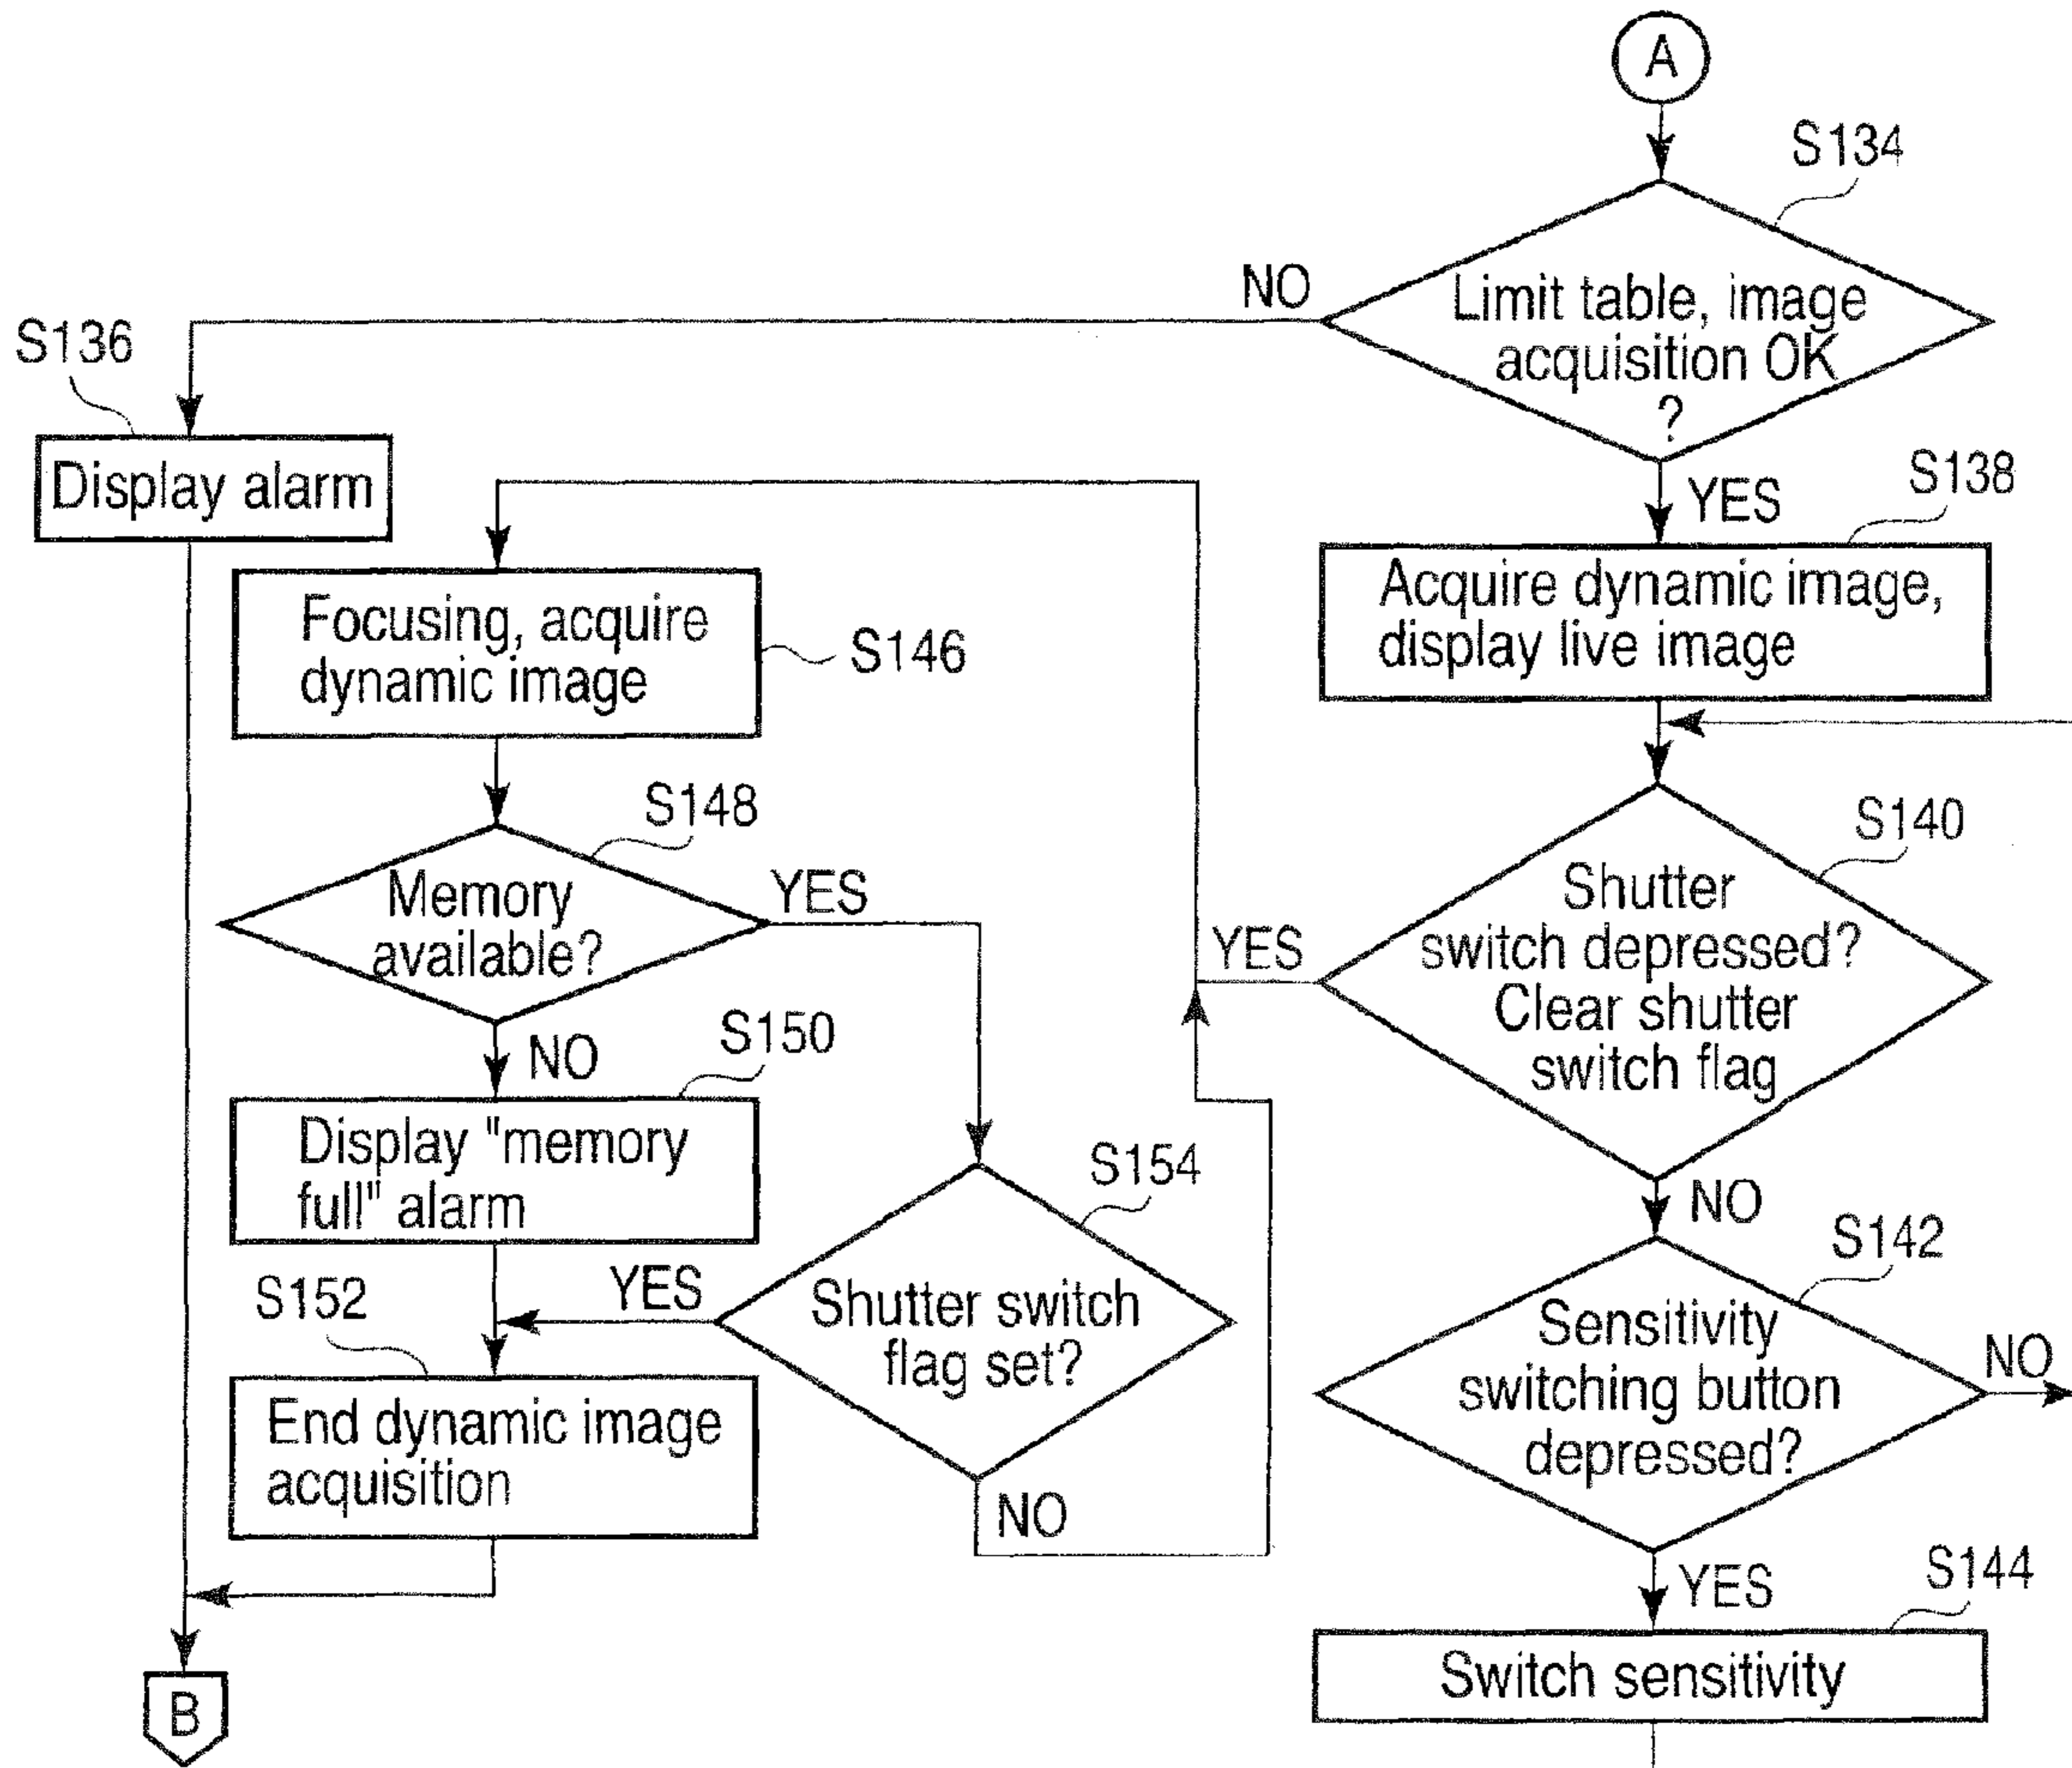 A
S134
NO
Limit table, image
acquisition OK
?
S136
Display alarm
YES
S138
Acquire dynamic image,
display live image
Focusing, acquire
dynamic image
S146
S148
Memory
available?
YES
S140
Shutter
switch depressed?
Clear shutter
switch flag
YES
NO
S150
Display "memory
full" alarm
S154
Shutter switch
flag set?
YES
NO
S152
End dynamic image
acquisition
NO
S142
Sensitivity
switching button
depressed?
NO
YES
S144
Switch sensitivity
B